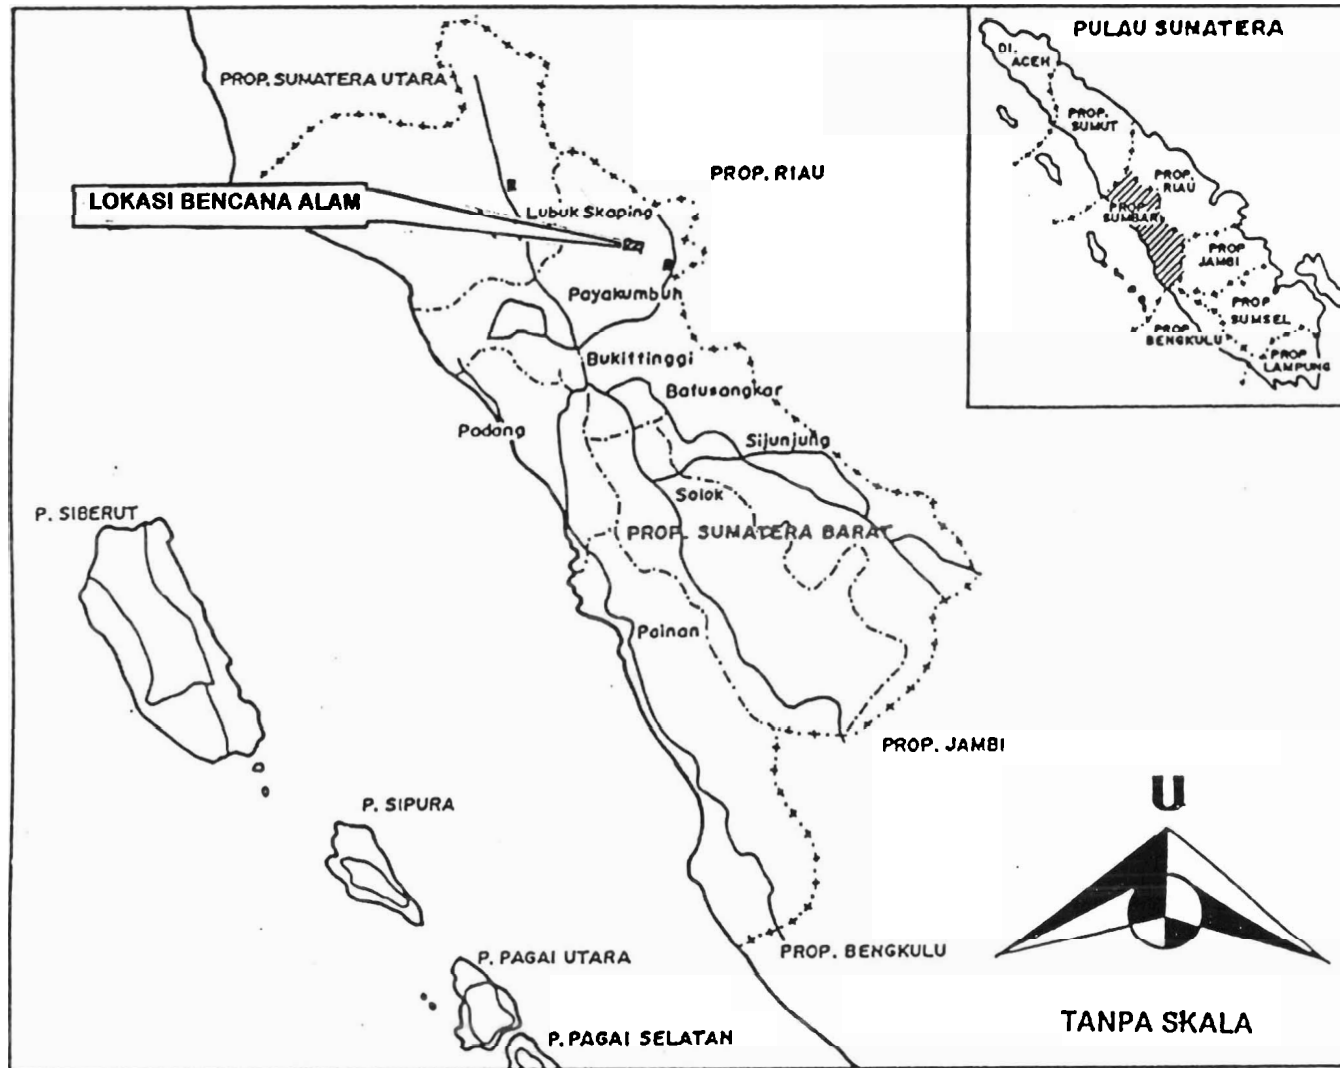 PULAU SUMATERA
DI.
ACEH
PROP.
SUMUT
PROP.
RIAU
PROP.
SUMBAR
PROP
JAMBI
PROP
SUMSEL
PROP
BENGKULU
PROP
LAMPUNG
PROP. SUMATERA UTARA
PROP. RIAU
LOKASI BENCANA ALAM
Lubuk Skaping
Payakumbuh
Bukittinggi
Batusangkar
Padang
Sijunjung
Solok
P. SIBERUT
PROP. SUMATERA BARAT
Painan
PROP. JAMBI
P. SIPURA
U
PROP. BENGKULU
P. PAGAI UTARA
P. PAGAI SELATAN
TANPA SKALA